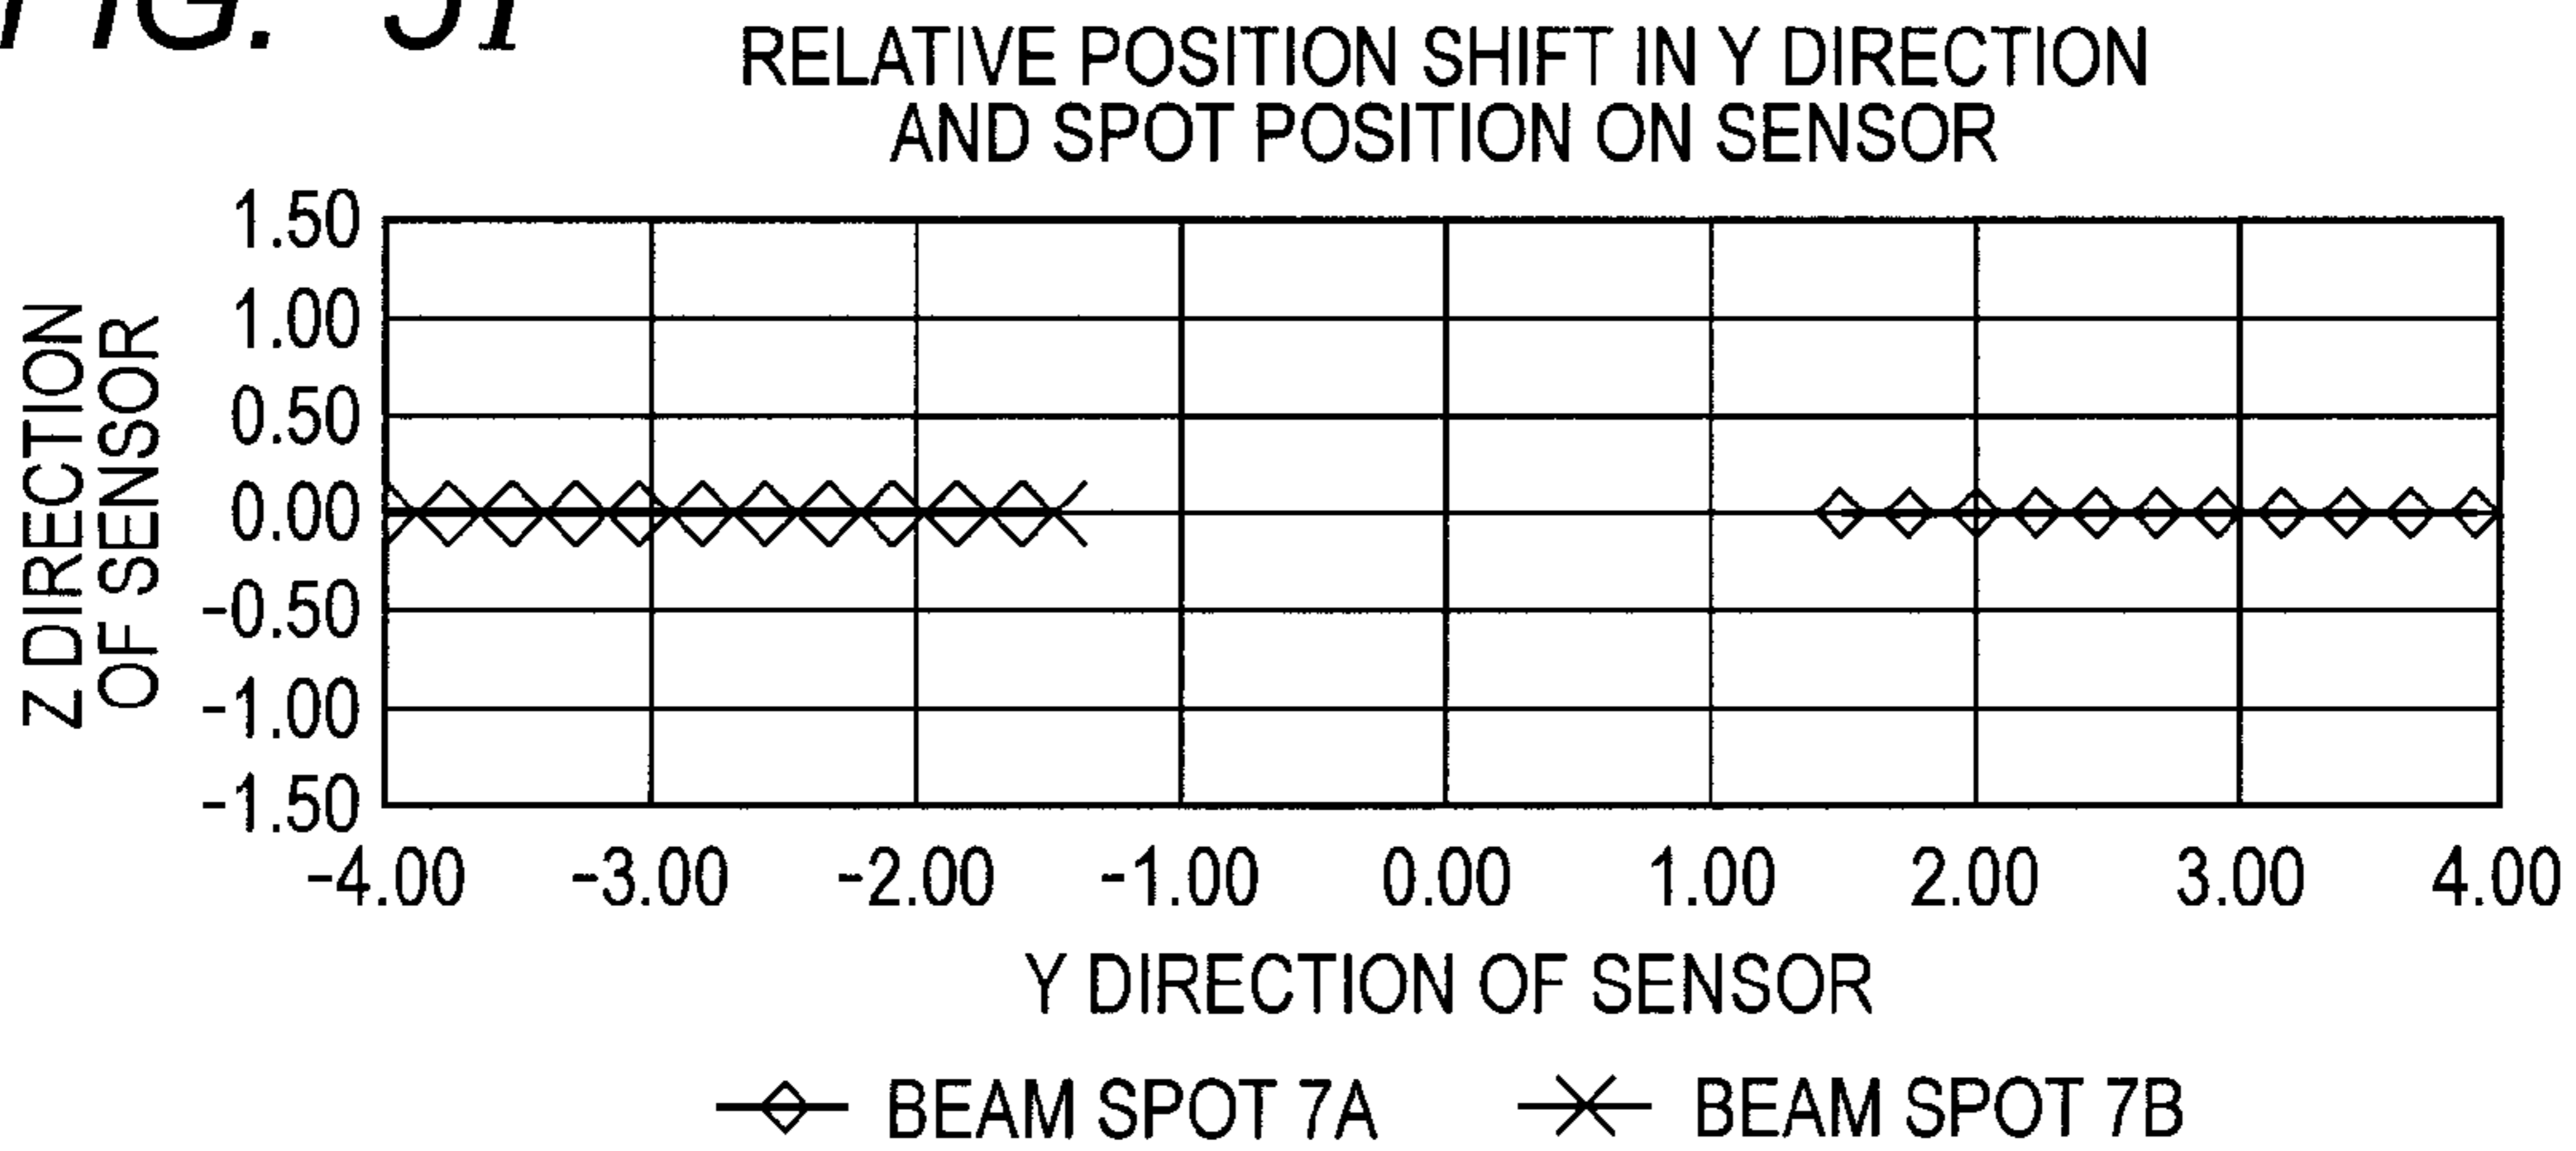 FIG. 5I
RELATIVE POSITION SHIFT IN Y DIRECTION
AND SPOT POSITION ON SENSOR
Z DIRECTION
OF SENSOR
1.50
1.00
0.50
0.00
-0.50
-1.00
-1.50
-4.00 -3.00 -2.00 -1.00 0.00 1.00 2.00 3.00 4.00
Y DIRECTION OF SENSOR
BEAM SPOT 7A BEAM SPOT 7B